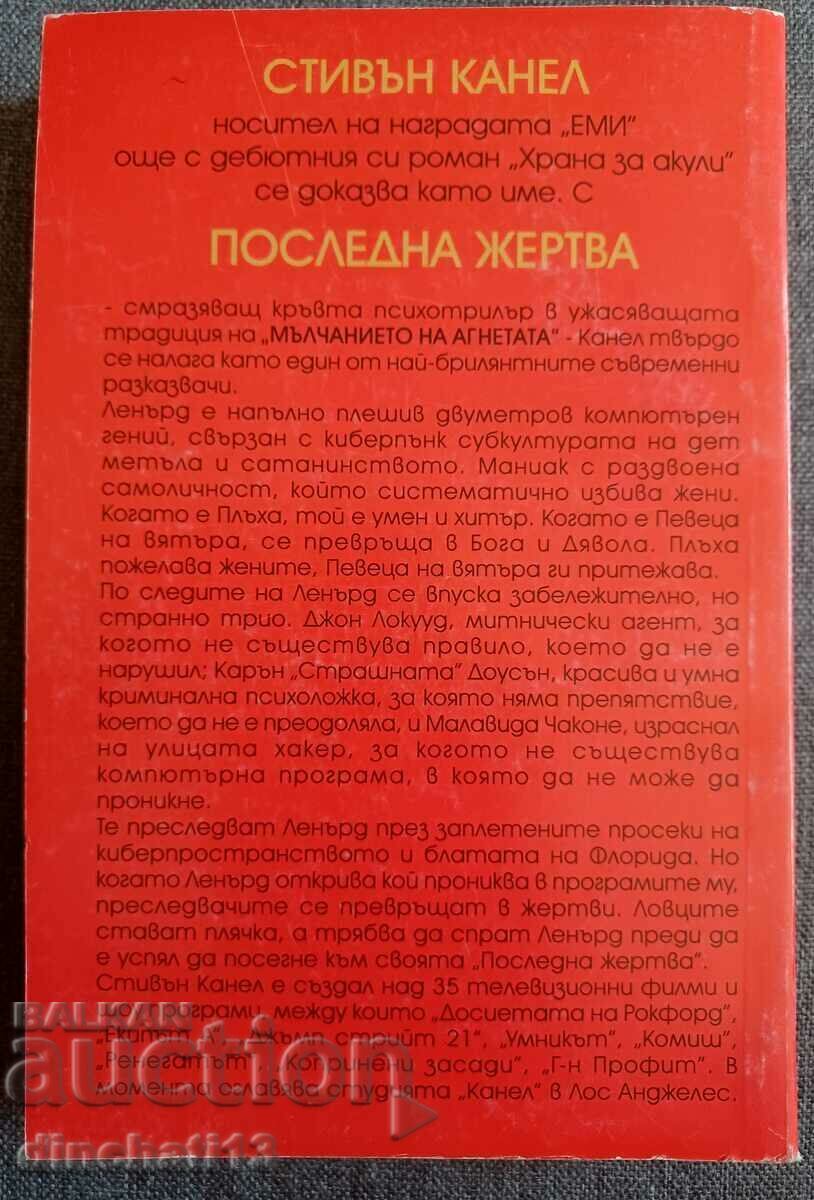 СТИВЪН КАНЕЛ
носител на наградата „ЕМИ“
още с дебютния си роман „Храна за акули“
се доказва като име. С
ПОСЛЕДНА ЖЕРТВА
- смразяващ кръвта психотрилър в ужасяващата
традиция на „МЪЛЧАНИЕТО НА АГНЕТАТА“ - Канел твърдо
се налага като един от най-брилянтните съвременни
разказвачи.
Ленърд е напълно плешив двуметров компютърен
гений, свързан с киберпънк субкултурата на дет
метъла и сатанинството. Маниак с раздвоена
самоличност, който систематично избива жени.
Когато е Плъха, той е умен и хитър. Когато е Певеца
на вятъра, се превръща в Бога и Дявола. Плъха
пожелава жените, Певеца на вятъра ги притежава.
По следите на Ленърд се впуска забележително, но
странно трио. Джон Локууд, митнически агент, за
когото не съществува правило, което да не е
нарушил; Карън „Страшната“ Доусън, красива и умна
криминална психоложка, за която няма препятствие,
което да не е преодоляла, и Малавида Чаконе, израснал
на улицата хакер, за когото не съществува
компютърна програма, в която да не може да
проникне.
Те преследват Ленърд през заплетените просеки на
киберпространството и блатата на Флорида. Но
когато Ленърд открива кой прониква в програмите му,
преследвачите се превръщат в жертви. Ловците
стават плячка, а трябва да спрат Ленърд преди да
е успял да посегне към своята „Последна жертва“.
Стивън Канел е създал над 35 телевизионни филми и
шоупрограми, между които „Досиетата на Рокфорд“,
„Екипът А“, „Джъмп стрийт 21“, „Умникът“, „Комиш“,
„Ренегатът“, „Копринени засади“, „Г-н Профит“. В
момента оглавява студията „Канел“ в Лос Анджелес.
BALKAN
auction
dinchati13